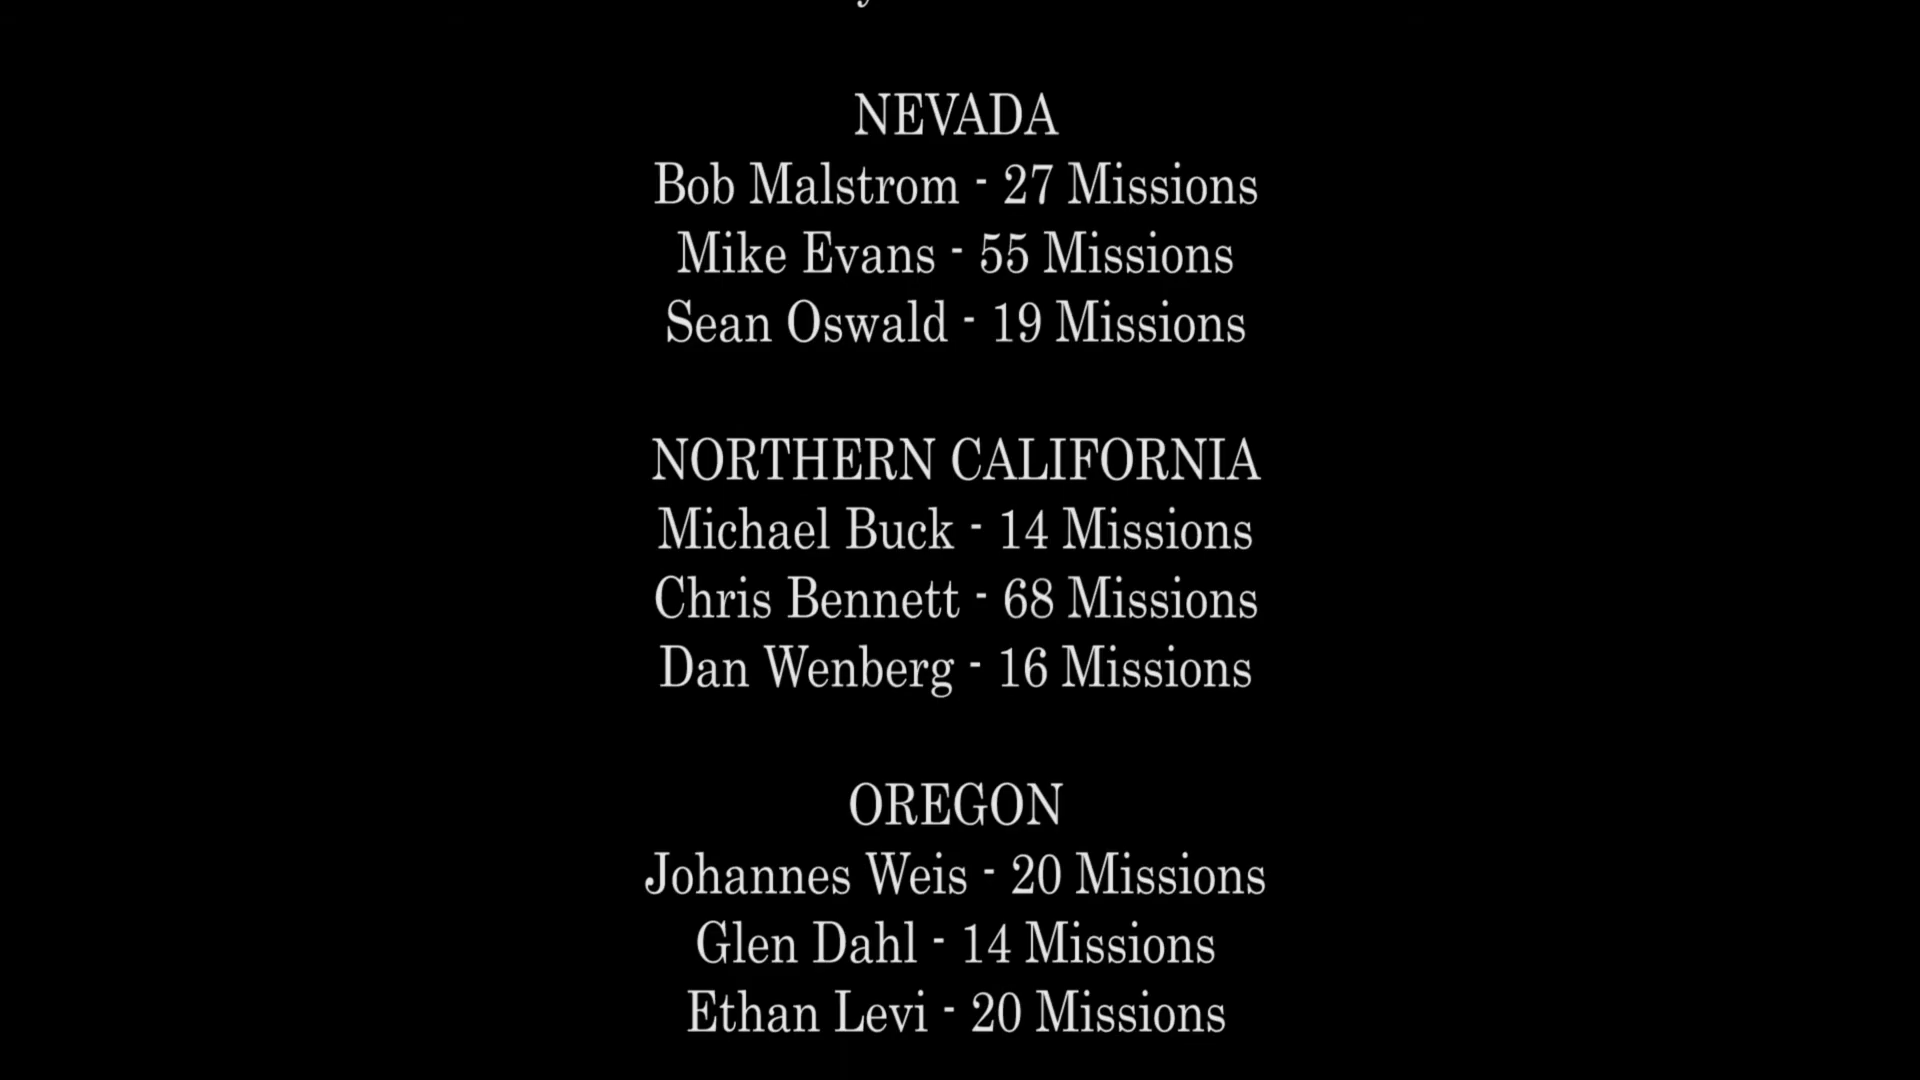 NEVADA
Bob Malstrom - 27 Missions
Mike Evans - 55 Missions
Sean Oswald - 19 Missions
NORTHERN CALIFORNIA
Michael Buck - 14 Missions
Chris Bennett - 68 Missions
Dan Wenberg - 16 Missions
OREGON
Johannes Weis - 20 Missions
Glen Dahl - 14 Missions
Ethan Levi - 20 Missions